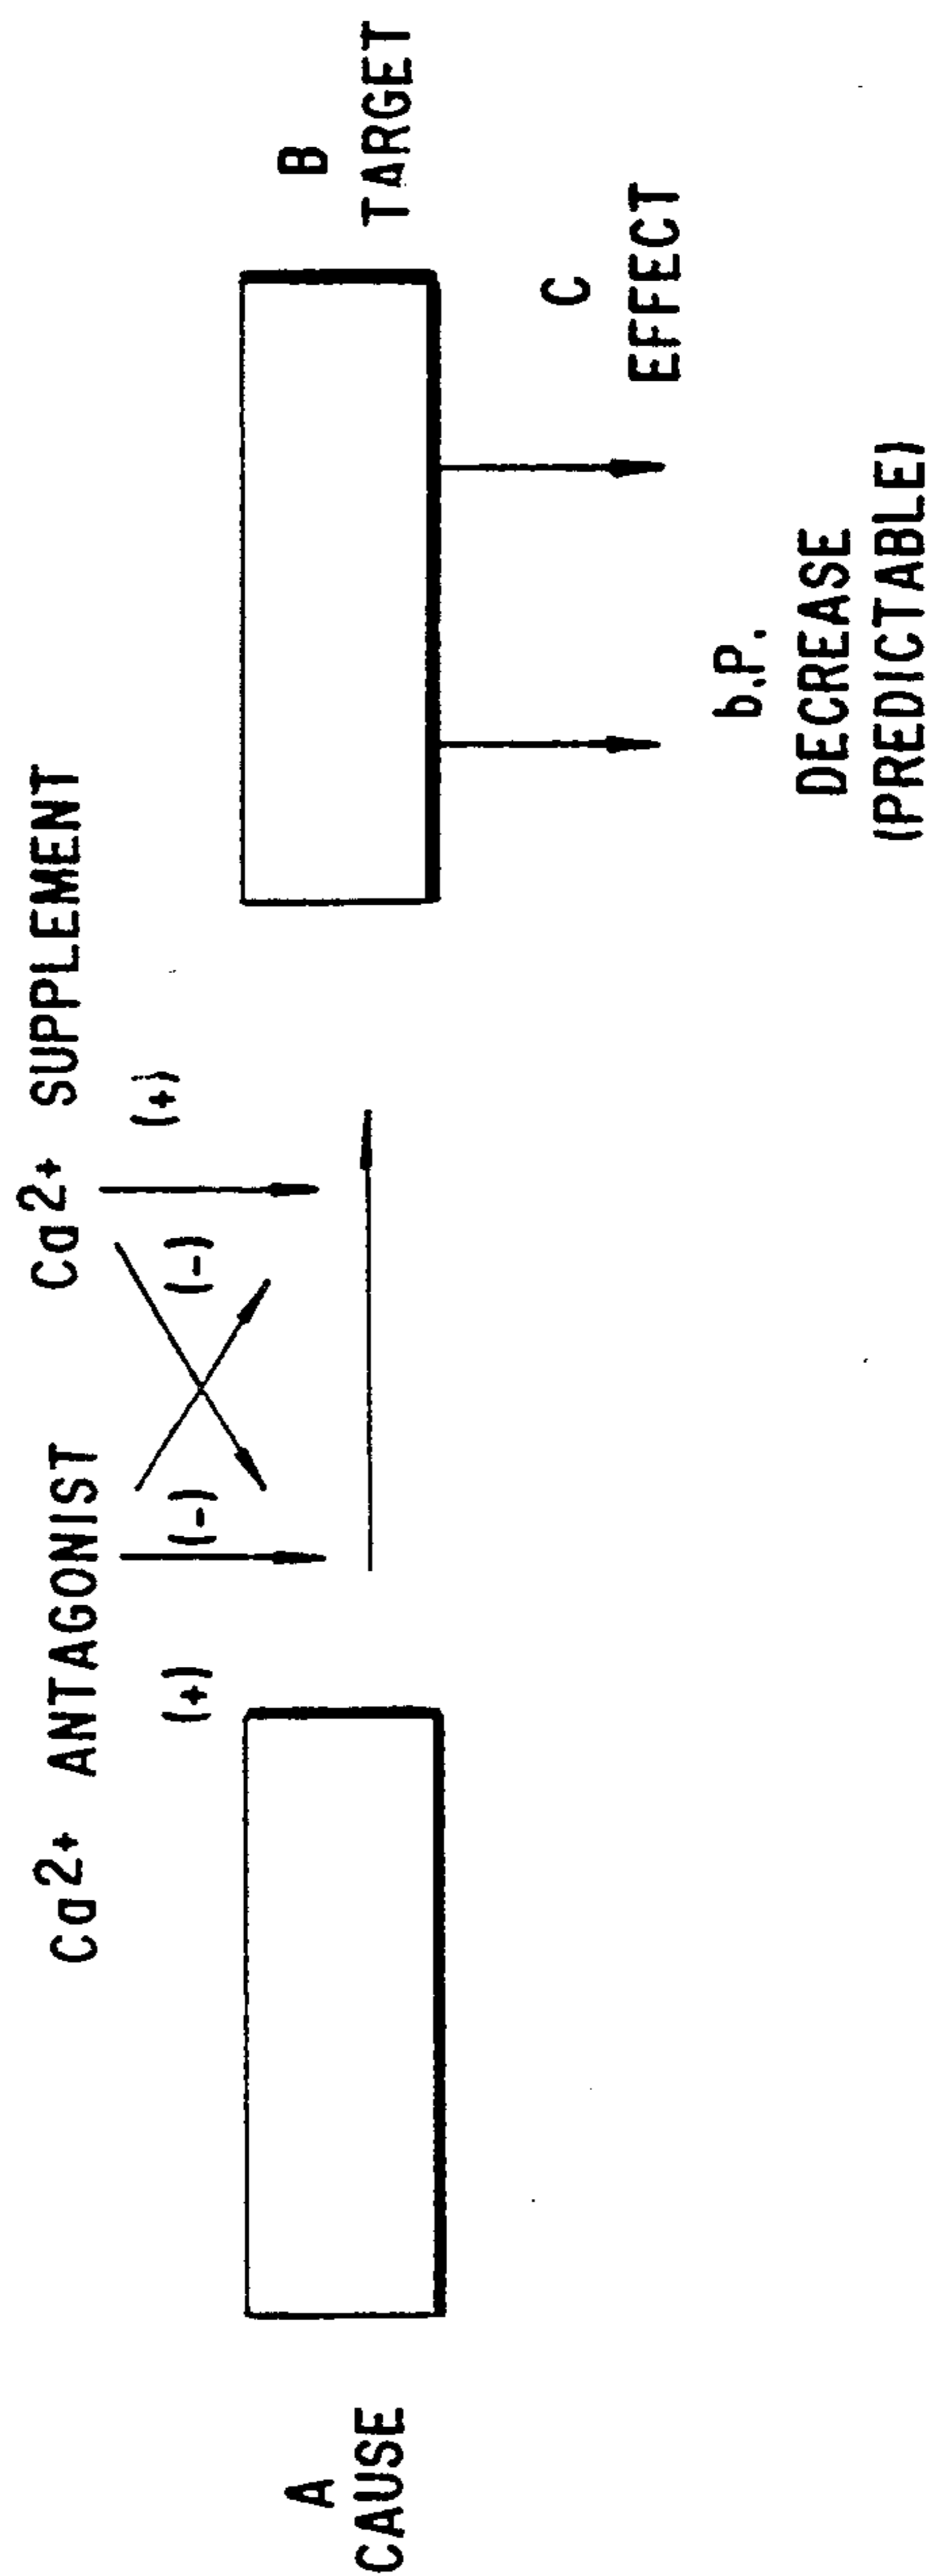 Ca2+ ANTAGONIST
Ca2+ SUPPLEMENT
(+)
(-)
(-)
(+)
A
CAUSE
B
TARGET
C
EFFECT
b.P.
DECREASE
(PREDICTABLE)